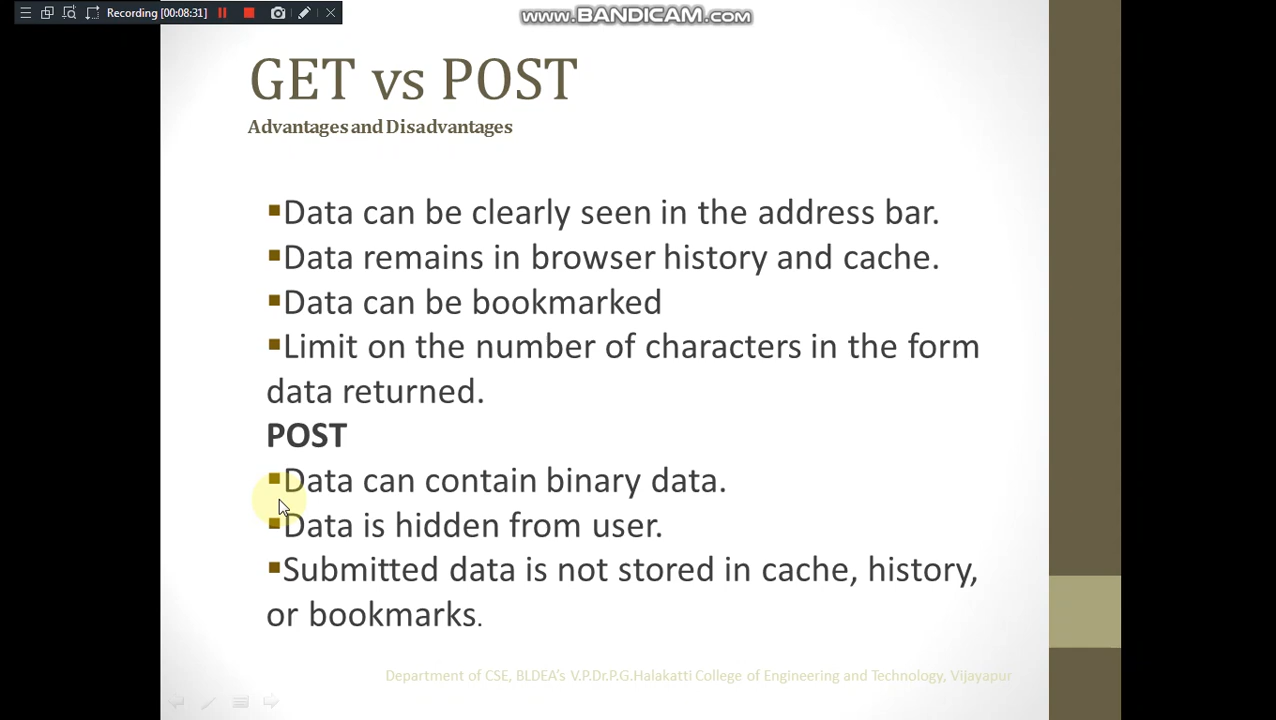 Recording [00:08:31]
www.BANDICAM.com
GET vs POST
Advantages and Disadvantages
▪Data can be clearly seen in the address bar.
▪Data remains in browser history and cache.
▪Data can be bookmarked
▪Limit on the number of characters in the form
data returned.
POST
▪Data can contain binary data.
▪Data is hidden from user.
▪Submitted data is not stored in cache, history,
or bookmarks.
Department of CSE, BLDEA's V.P.Dr.P.G.Halakatti College of Engineering and Technology, Vijayapur